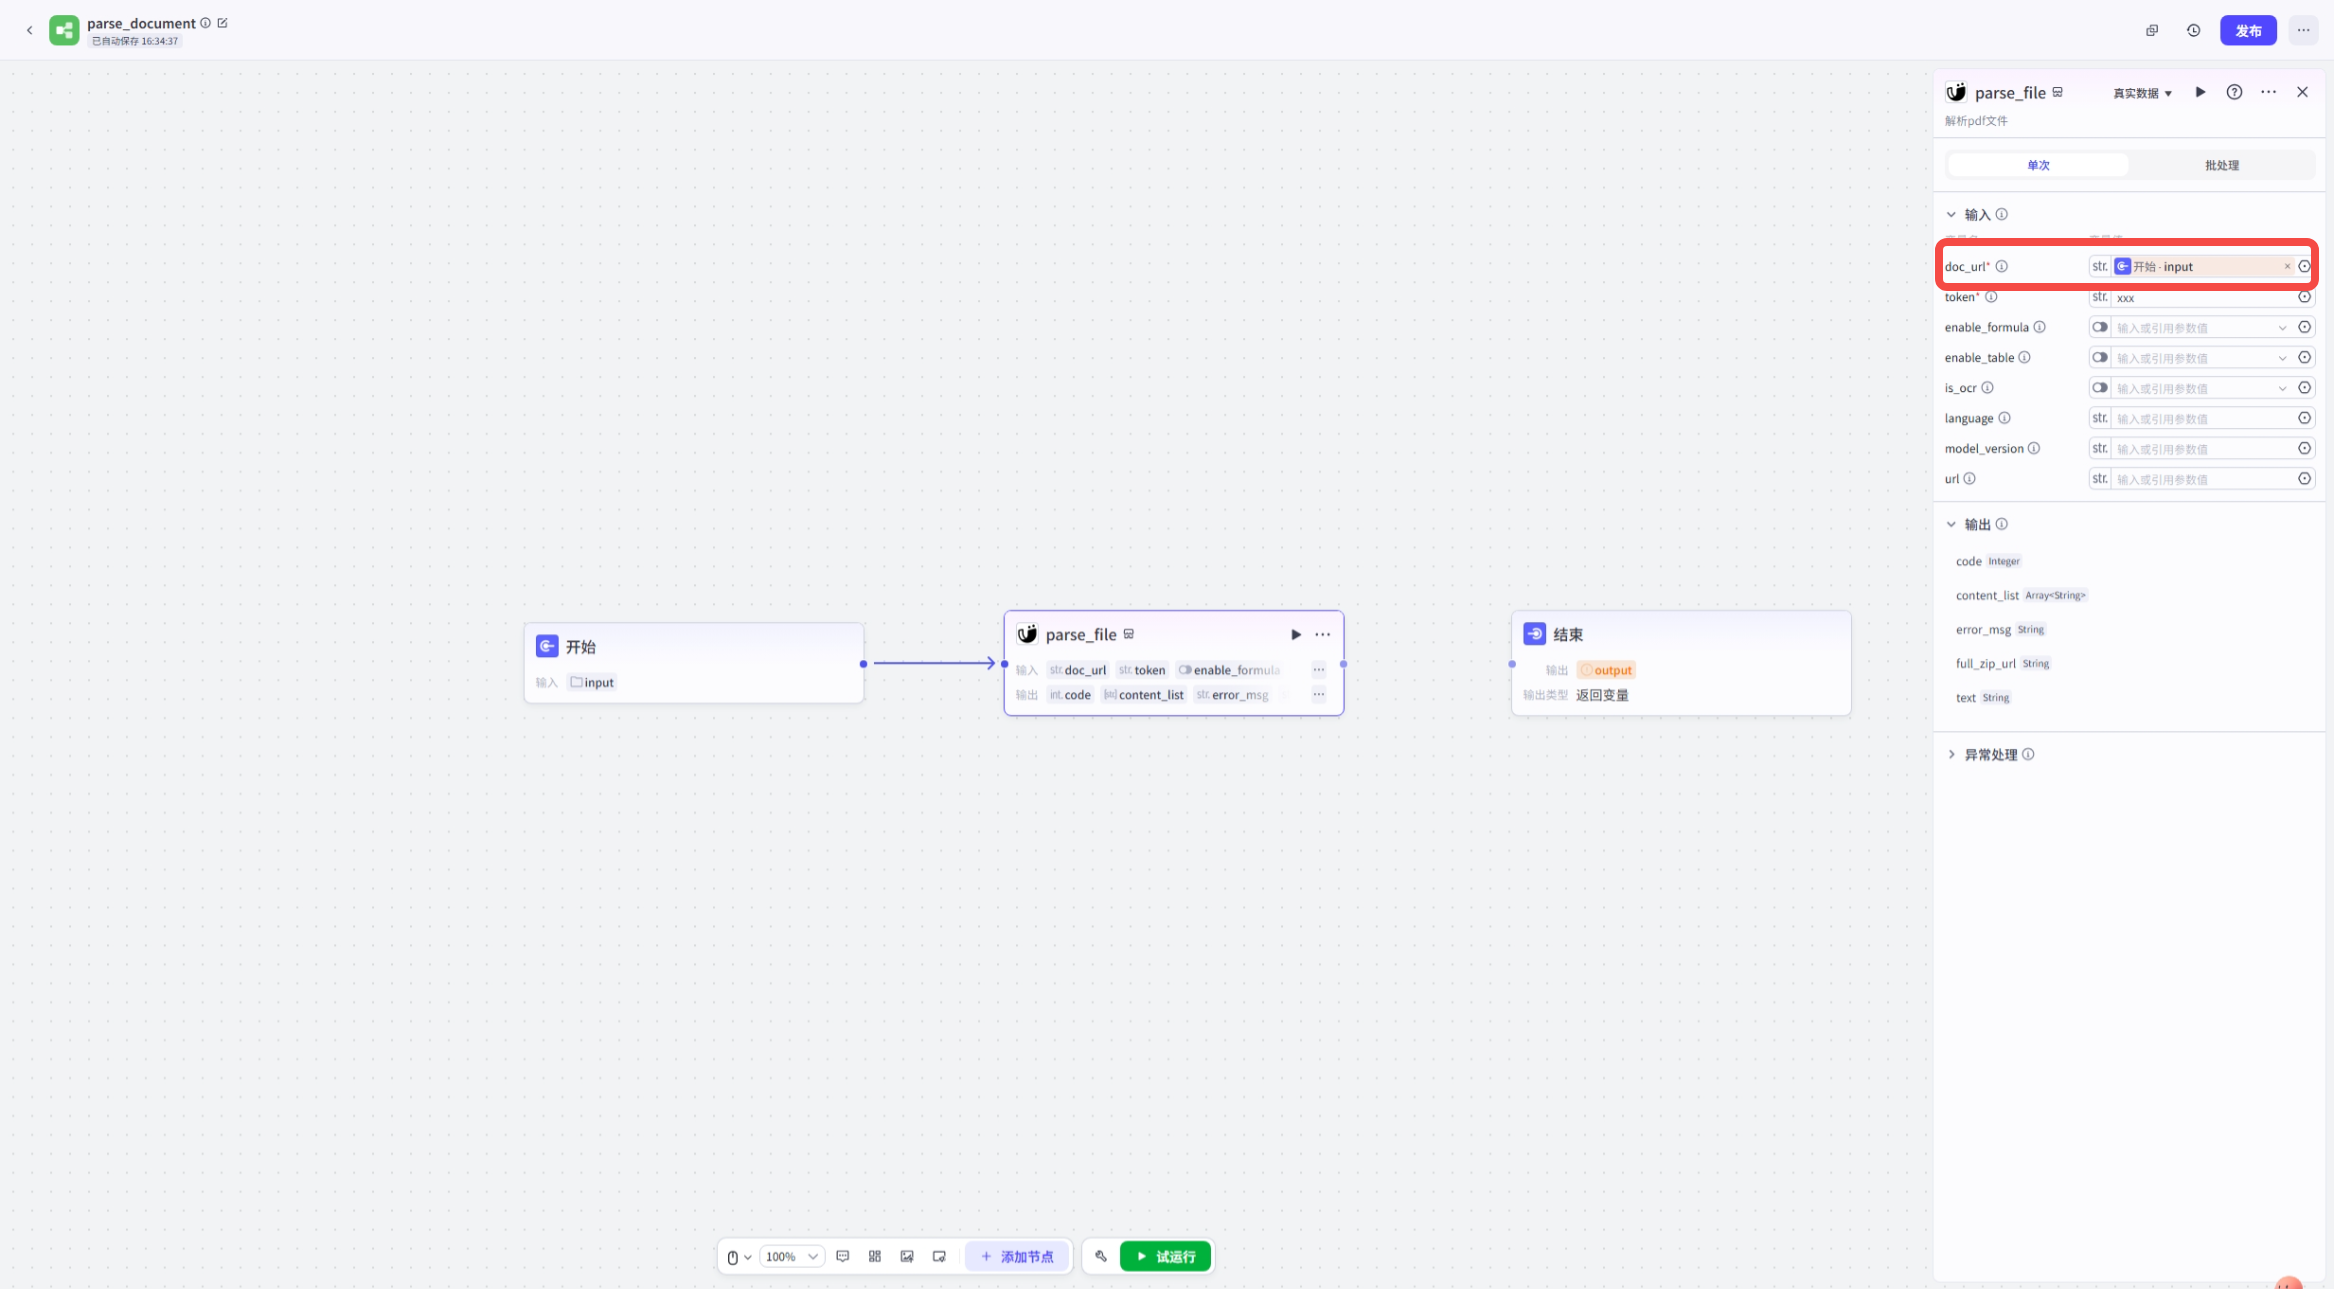 parse_document
已自动保存 16:34:37
发布
parse_file
真实数据
解析pdf文件
单次
批处理
输入
doc_url*
str. 开始 · input
token*
str. xxx
enable_formula
输入或引用参数值
enable_table
输入或引用参数值
is_ocr
输入或引用参数值
language
str. 输入或引用参数值
model_version
str. 输入或引用参数值
url
str. 输入或引用参数值
输出
code Integer
content_list Array<String>
error_msg String
full_zip_url String
text String
异常处理
开始
输入 input
parse_file
输入 str. doc_url str. token enable_formula
输出 int. code content_list str. error_msg
结束
输出 output
输出类型 返回变量
100%
添加节点
试运行